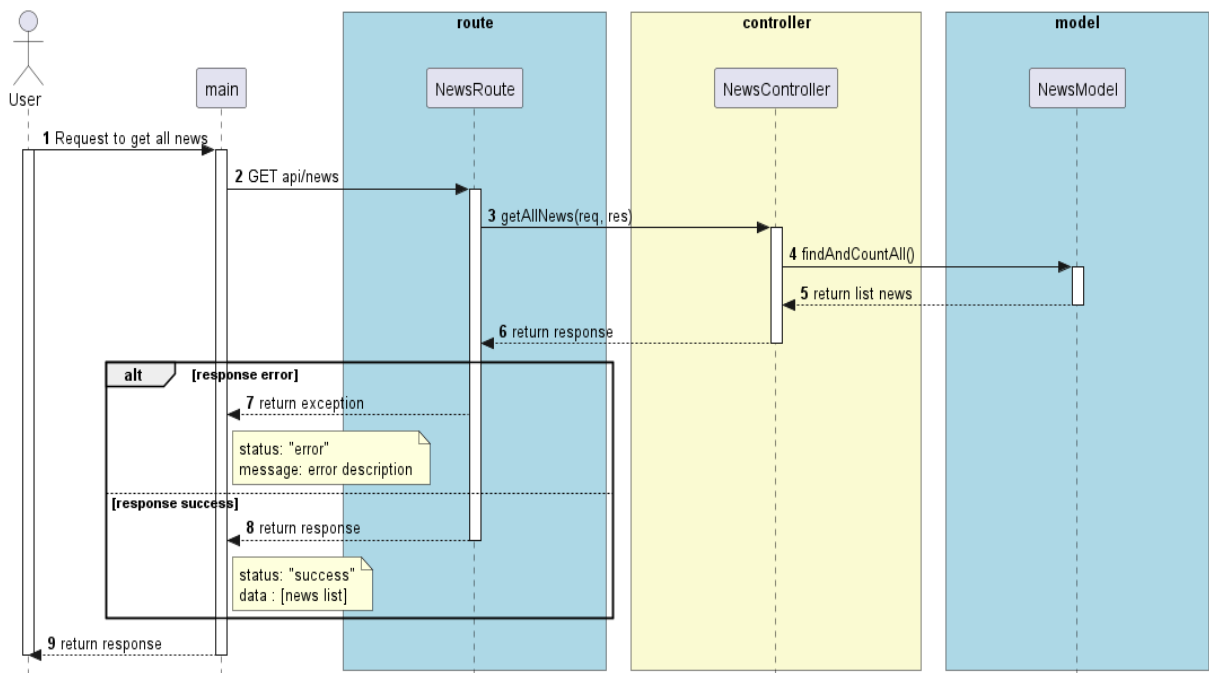 route
controller
model
User
main
NewsRoute
NewsController
NewsModel
1 Request to get all news
2 GET api/news
3 getAllNews(req, res)
4 findAndCountAll()
5 return list news
6 return response
alt
[response error]
7 return exception
status: "error"
message: error description
[response success]
8 return response
status: "success"
data : [news list]
9 return response